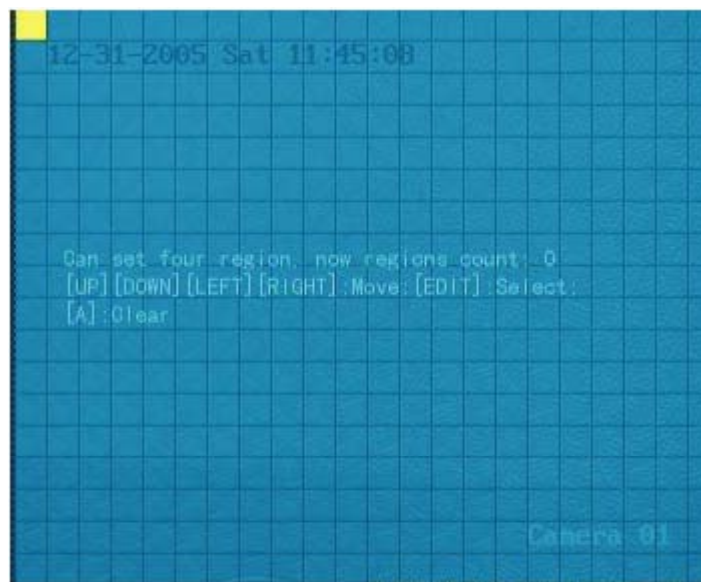 12-31-2005 Sat 11:45:08
Can set four region, now regions count: 0
[UP][DOWN][LEFT][RIGHT]:Move:[EDIT]:Select:
[A]:Clear
Camera 01